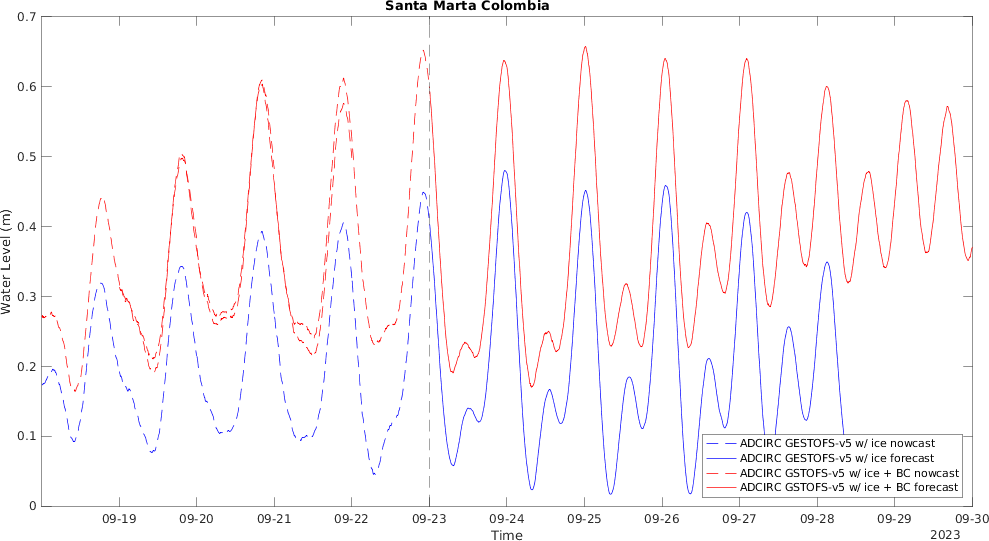 Santa Marta Colombia
0.7
0.6
0.5
0.4
0.3
0.2
0.1
0
Water Level (m)
ADCIRC GESTOFS-v5 w/ ice nowcast
ADCIRC GESTOFS-v5 w/ ice forecast
ADCIRC GSTOFS-v5 w/ ice + BC nowcast
ADCIRC GSTOFS-v5 w/ ice + BC forecast
09-19 09-20 09-21 09-22 09-23 09-24 09-25 09-26 09-27 09-28 09-29 09-30
Time
2023